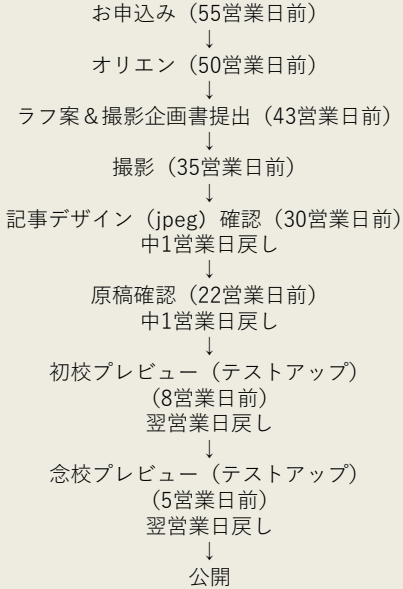 お申込み（55営業日前）
↓
オリエン（50営業日前）
↓
ラフ案＆撮影企画書提出（43営業日前）
↓
撮影（35営業日前）
↓
記事デザイン（jpeg）確認（30営業日前）
中1営業日戻し
↓
原稿確認（22営業日前）
中1営業日戻し
↓
初校プレビュー（テストアップ）
（8営業日前）
翌営業日戻し
↓
念校プレビュー（テストアップ）
（5営業日前）
翌営業日戻し
↓
公開